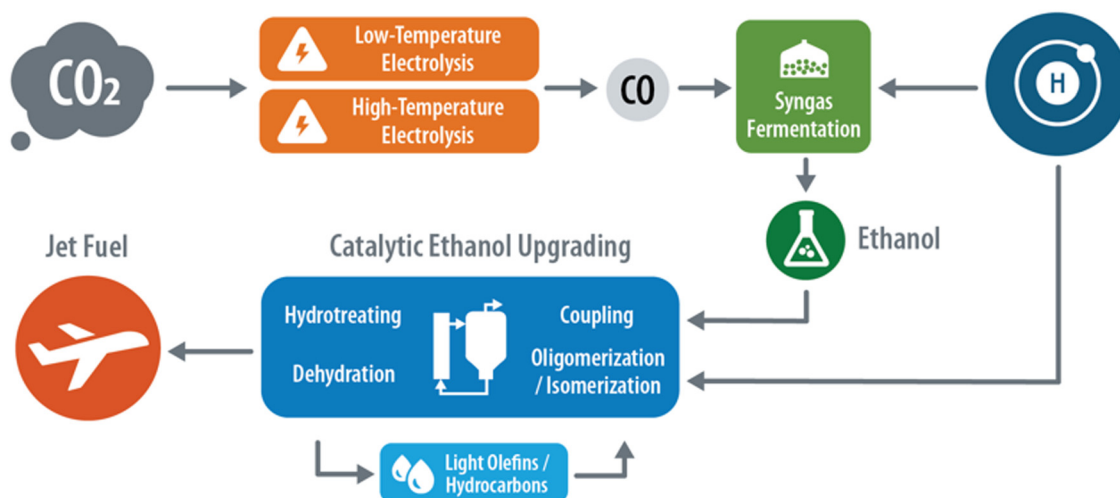 CO₂
Low-Temperature
Electrolysis
High-Temperature
Electrolysis
CO
Syngas
Fermentation
H
Ethanol
Jet Fuel
Catalytic Ethanol Upgrading
Hydrotreating
Coupling
Dehydration
Oligomerization
/ Isomerization
Light Olefins /
Hydrocarbons